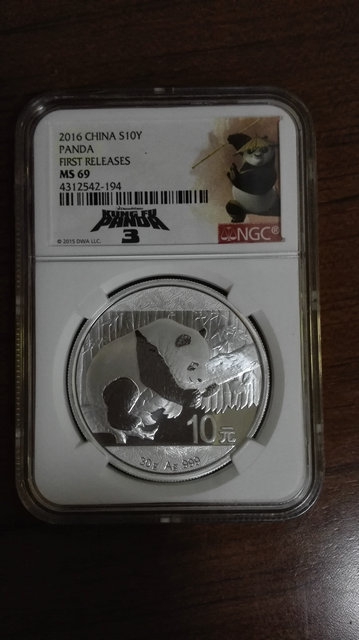 2016 CHINA S10Y
PANDA
FIRST RELEASES
MS 69
4312542-194
KUNG FU
PANDA
3
© 2015 DWA LLC.
NGC®
10元
30g Ag .999